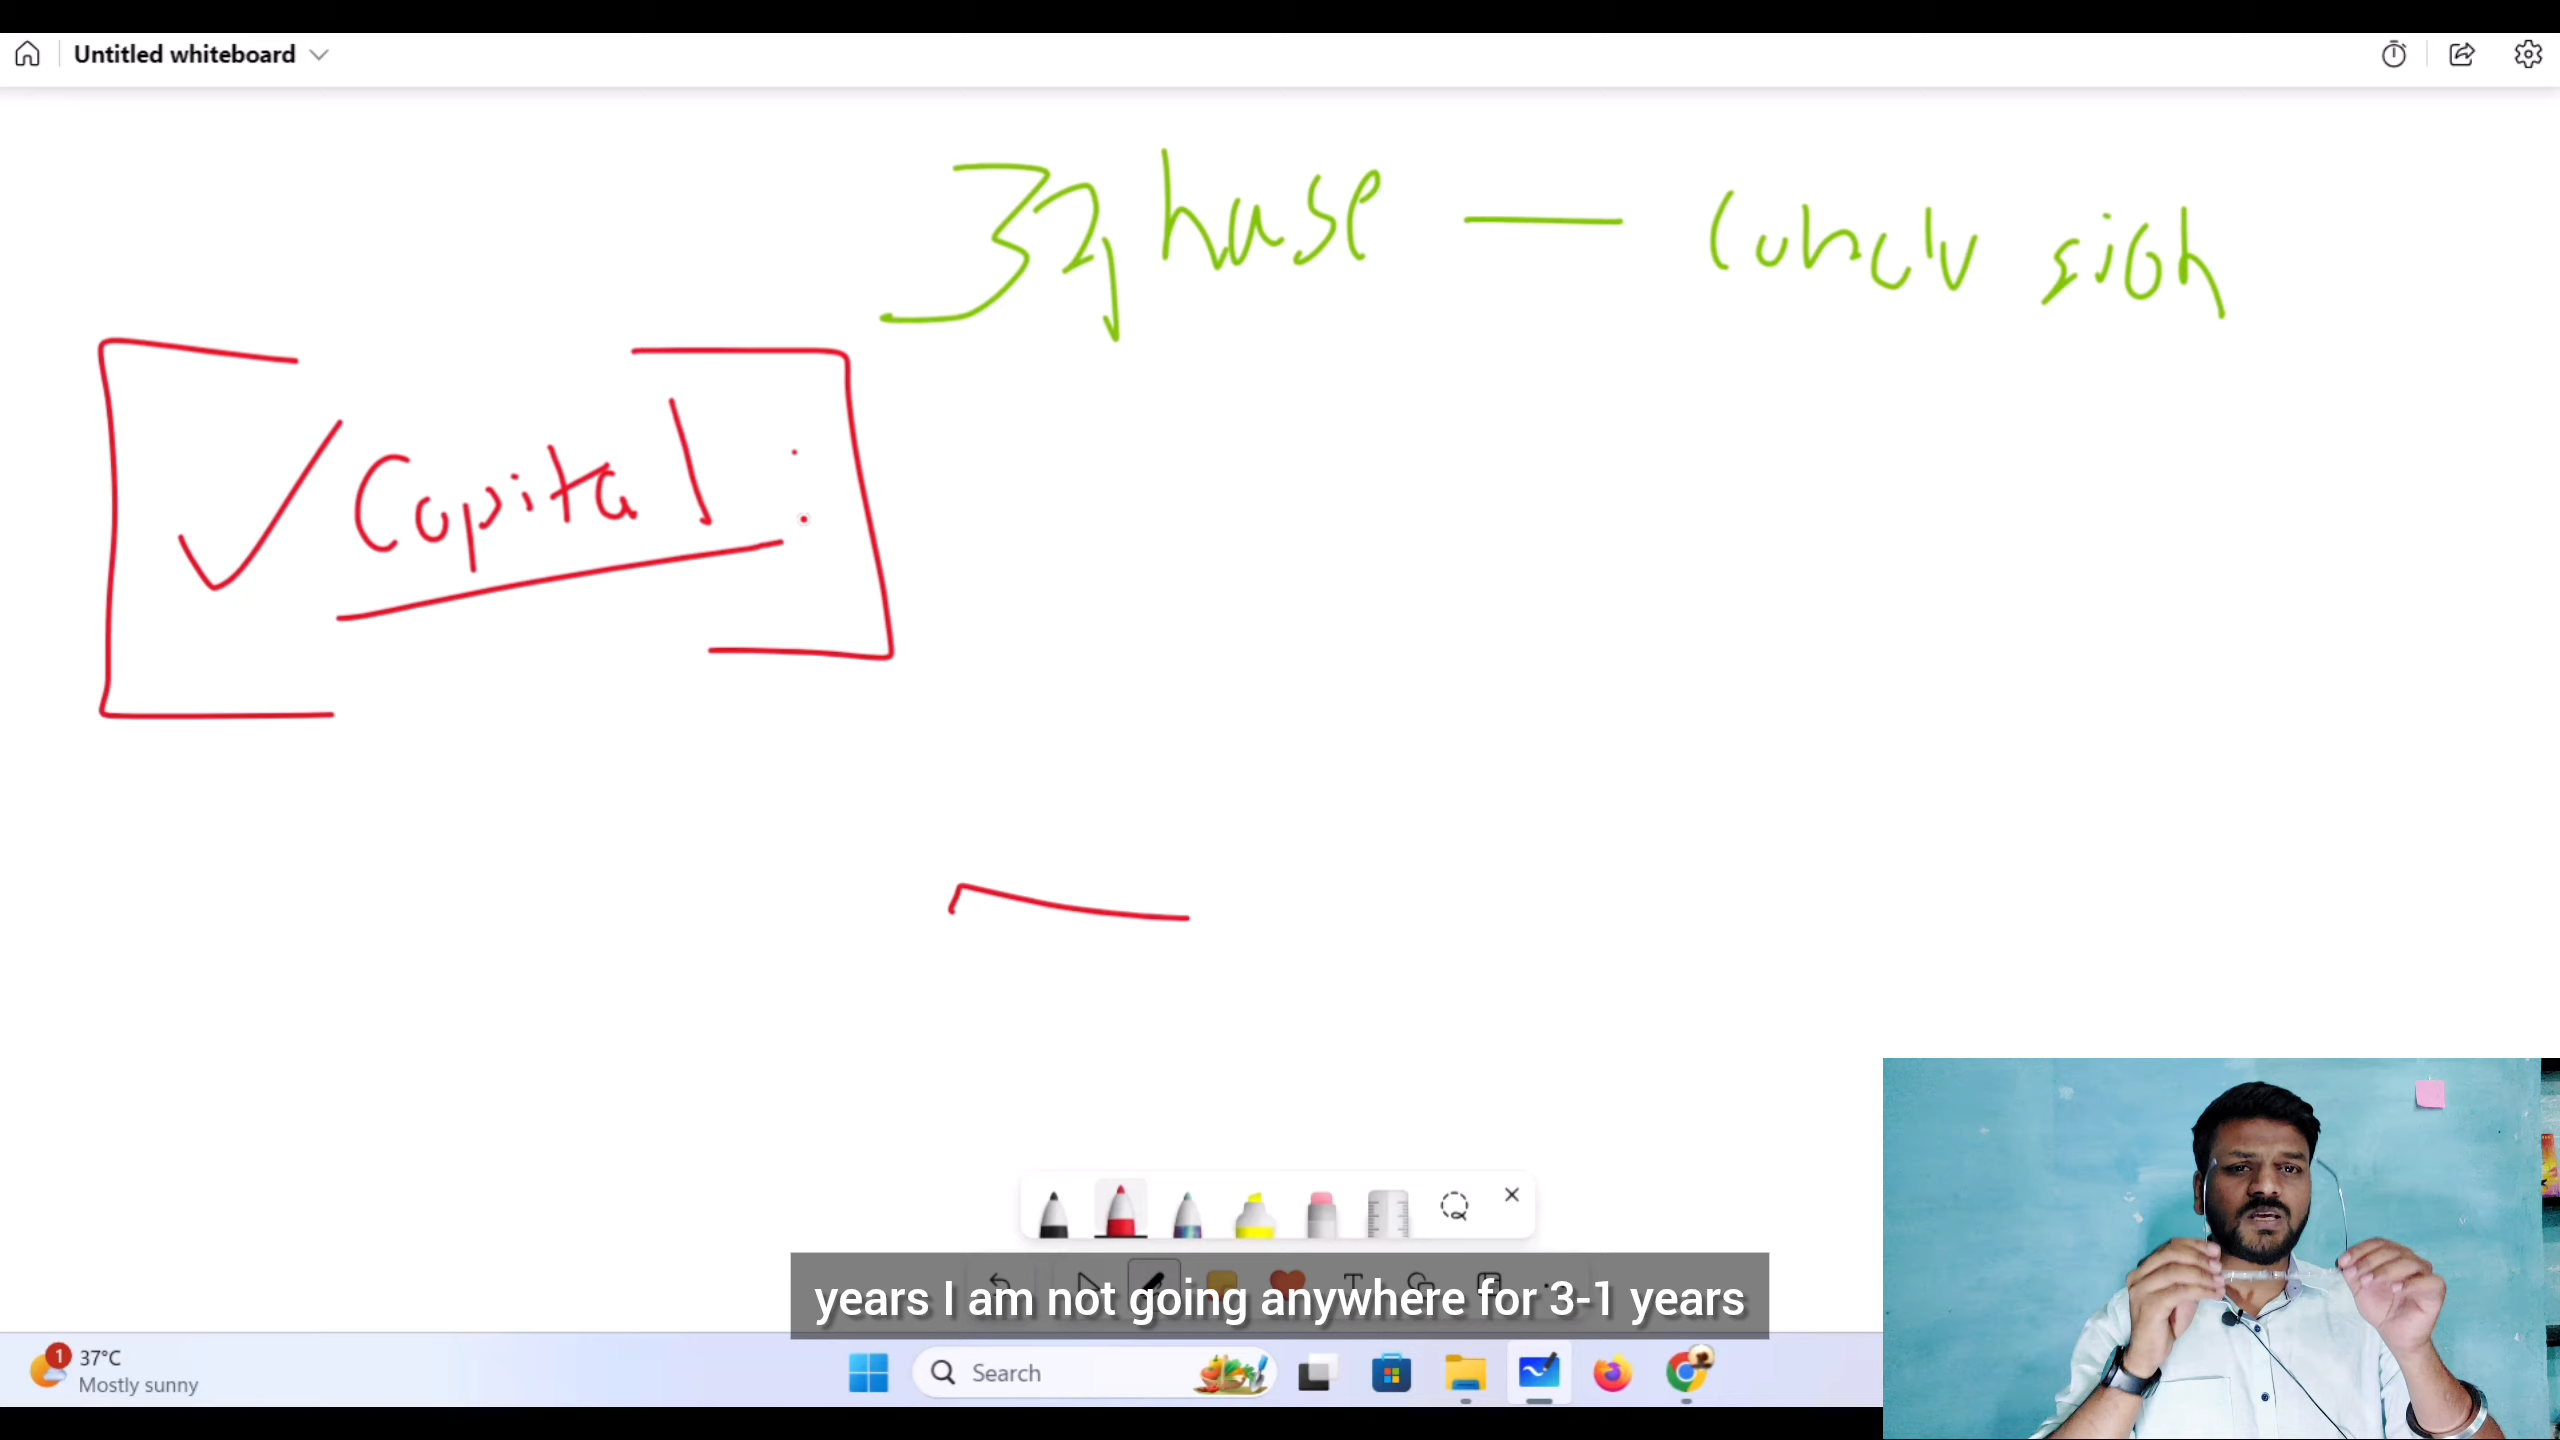 Untitled whiteboard
3 phase — conclusion
Capital :
years I am not going anywhere for 3-1 years
1
37°C
Mostly sunny
Search